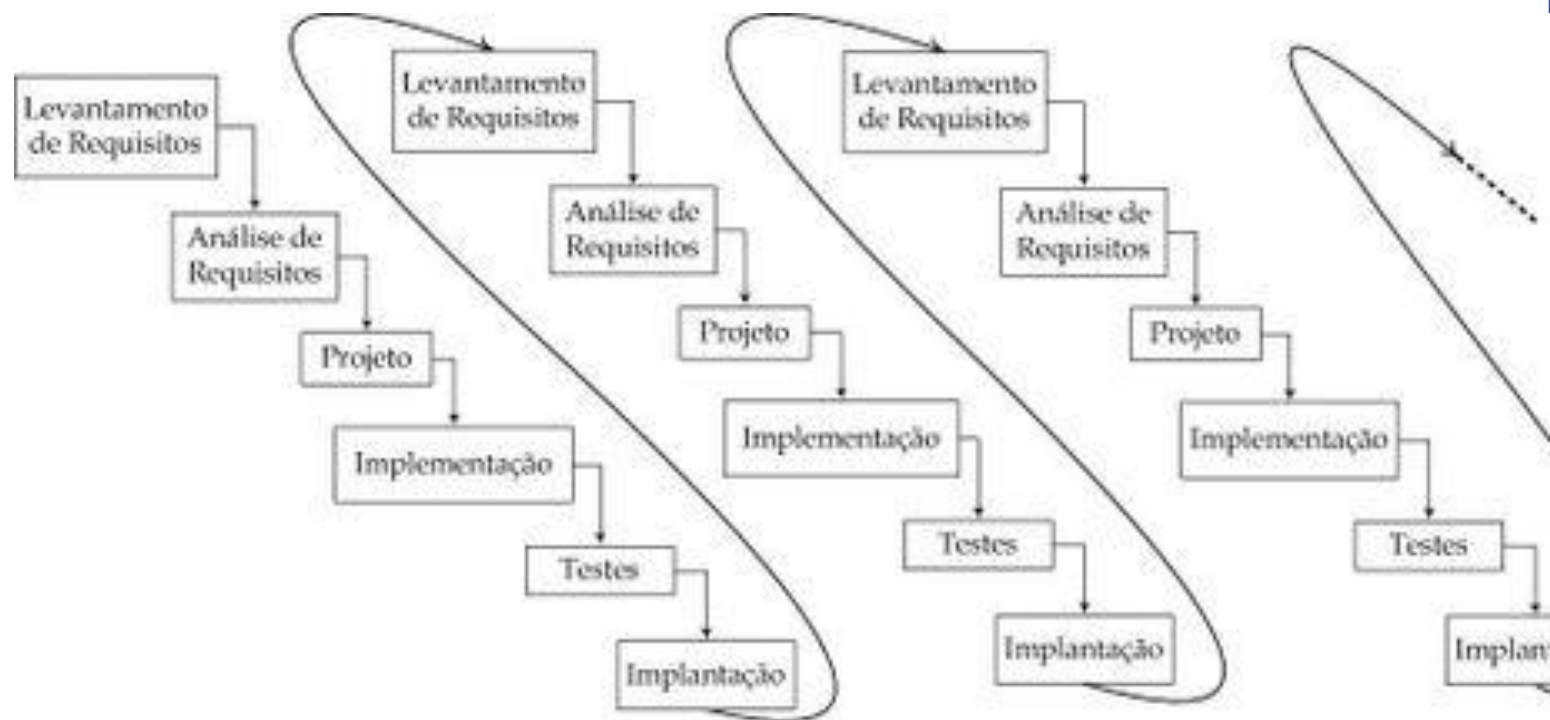 Levantamento
de Requisitos
Análise de
Requisitos
Projeto
Implementação
Testes
Implantação
Levantamento
de Requisitos
Análise de
Requisitos
Projeto
Implementação
Testes
Implantação
Levantamento
de Requisitos
Análise de
Requisitos
Projeto
Implementação
Testes
Implan